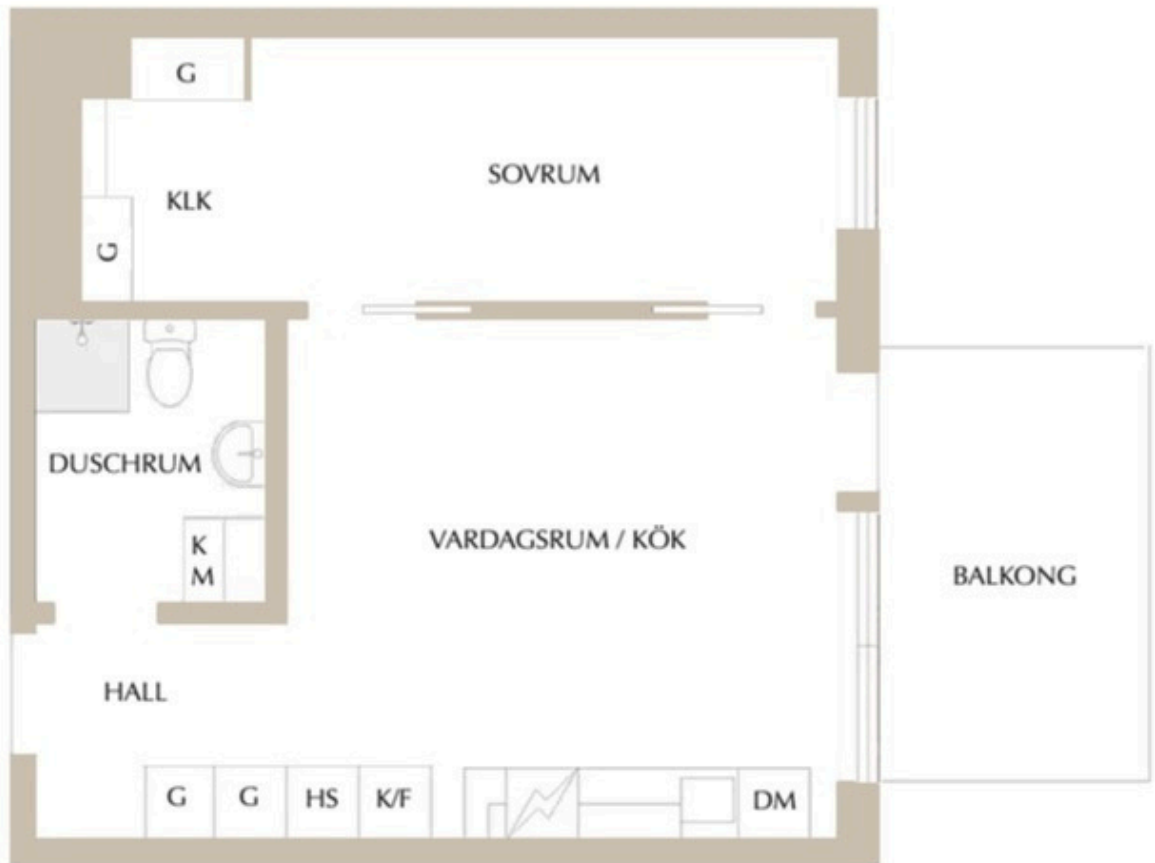 G
SOVRUM
KLK
G
DUSCHRUM
K
M
VARDAGSRUM / KÖK
BALKONG
HALL
G G HS K/F DM